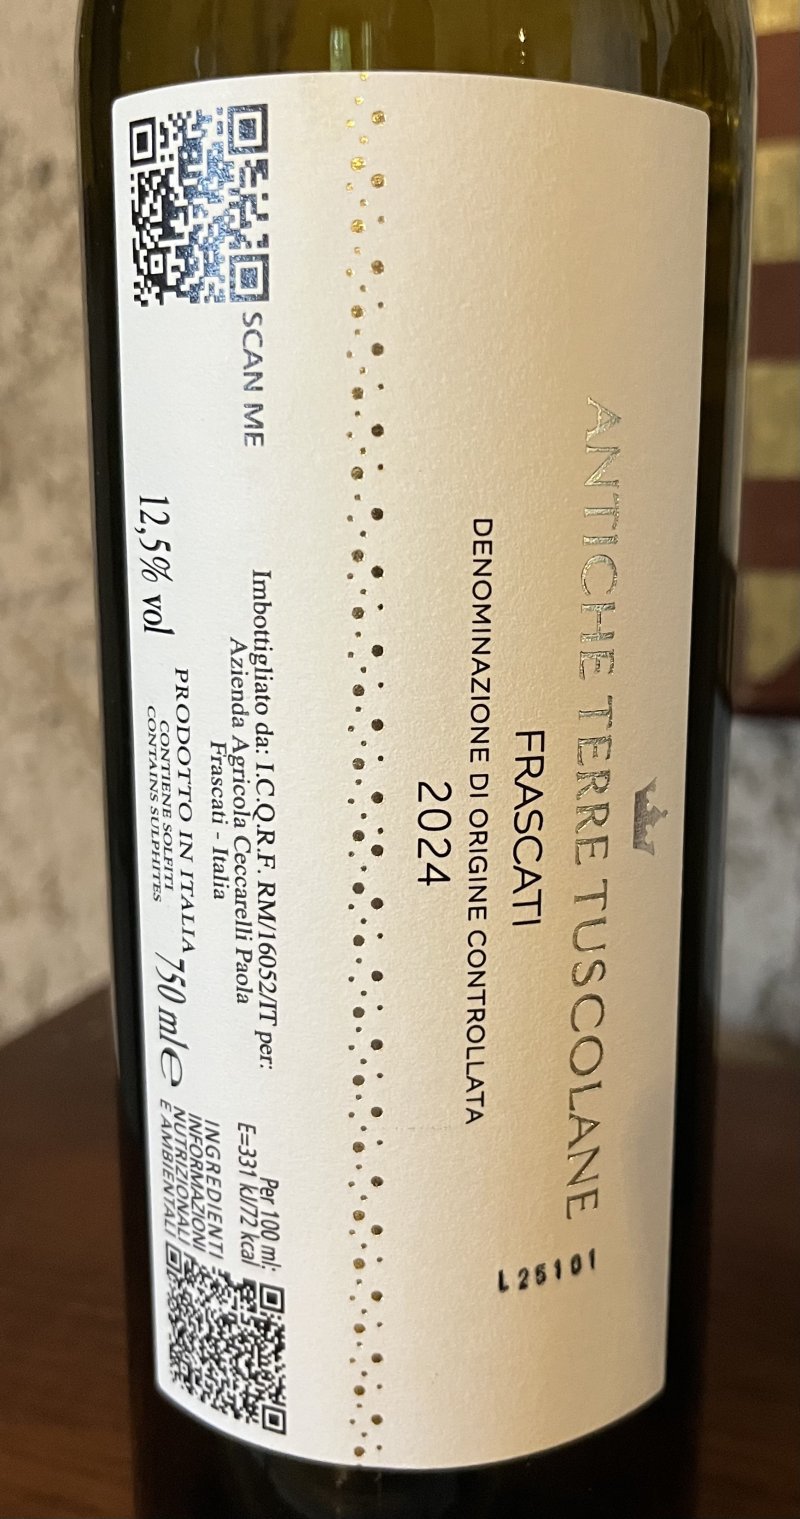 ANTICHE TERRE TUSCOLANE
FRASCATI
DENOMINAZIONE DI ORIGINE CONTROLLATA
2024
L25101
SCAN ME
Imbottigliato da: I.C.Q.R.F. RM/16052/IT per:
Azienda Agricola Ceccarelli Paola
Frascati - Italia
12,5% vol
PRODOTTO IN ITALIA
CONTIENE SOLFITI
CONTAINS SULPHITES
750 ml e
Per 100 ml:
E=331 kJ/72 kcal
INGREDIENTI
INFORMAZIONI
NUTRIZIONALI
E AMBIENTALI